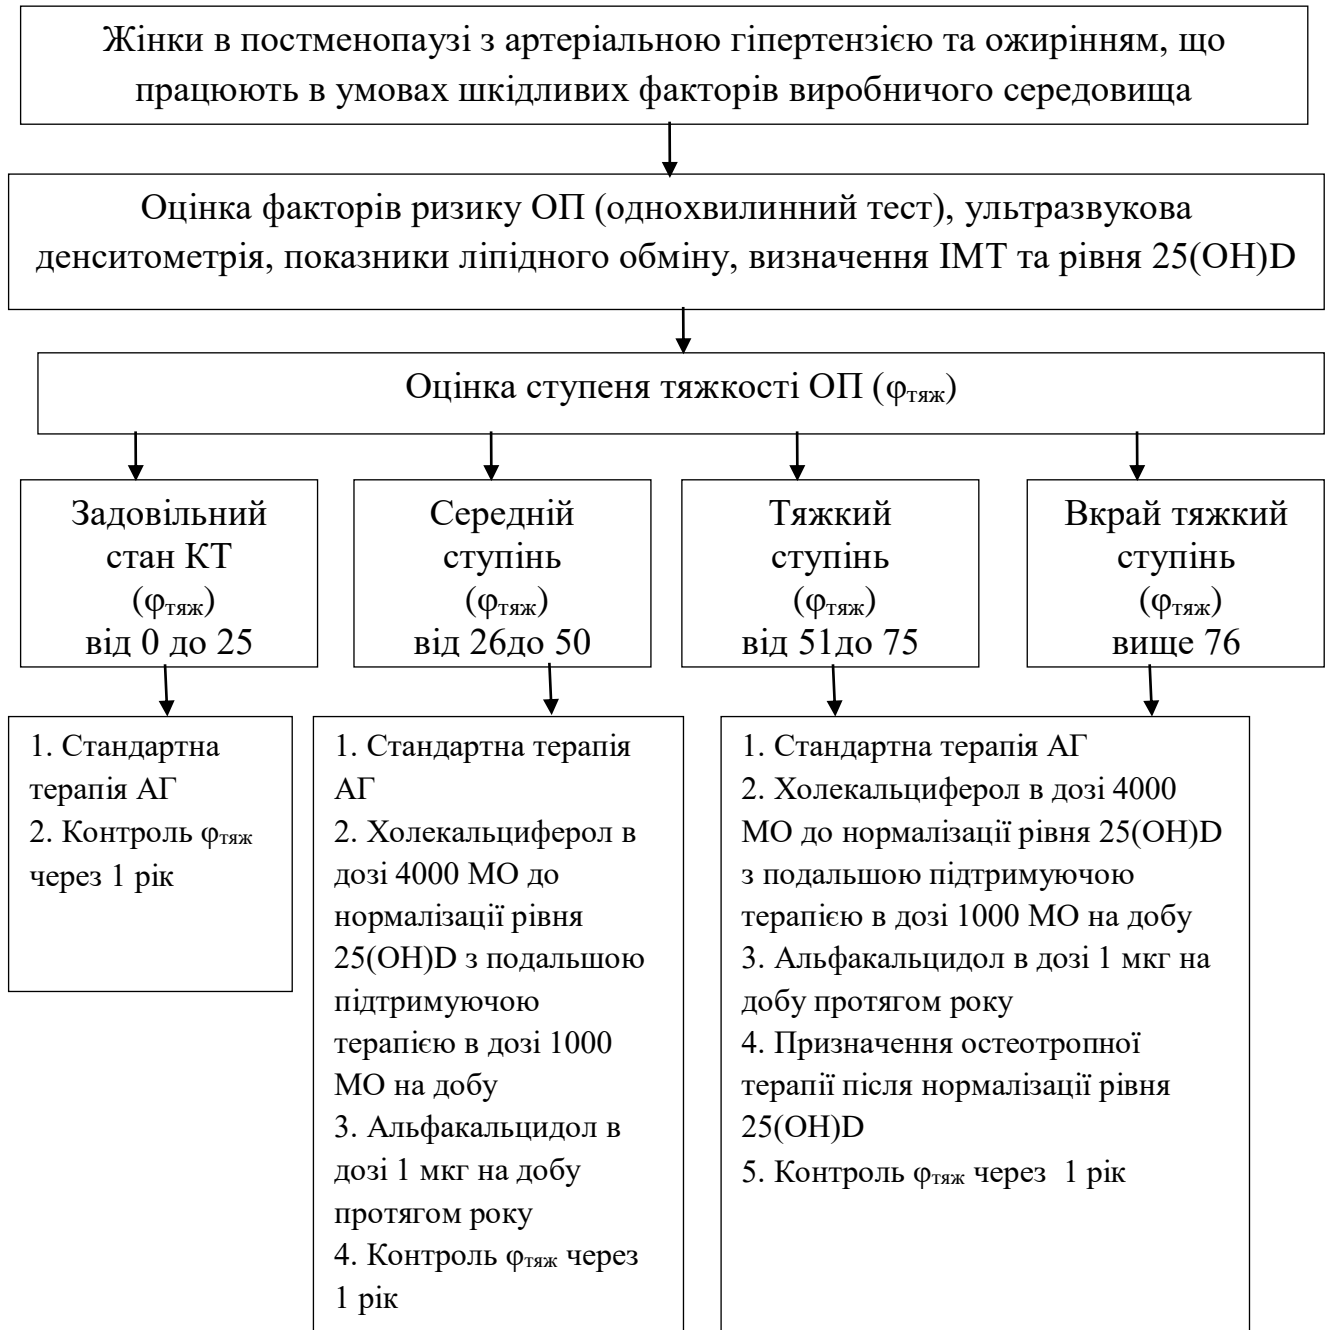 Жінки в постменопаузі з артеріальною гіпертензією та ожирінням, що
працюють в умовах шкідливих факторів виробничого середовища
Оцінка факторів ризику ОП (однохвилинний тест), ультразвукова
денситометрія, показники ліпідного обміну, визначення ІМТ та рівня 25(ОН)D
Оцінка ступеня тяжкості ОП (φтяж)
Задовільний
стан КТ
(φтяж)
від 0 до 25
Середній
ступінь
(φтяж)
від 26до 50
Тяжкий
ступінь
(φтяж)
від 51до 75
Вкрай тяжкий
ступінь
(φтяж)
вище 76
1. Стандартна
терапія АГ
2. Контроль φтяж
через 1 рік
1. Стандартна терапія
АГ
2. Холекальциферол в
дозі 4000 МО до
нормалізації рівня
25(ОН)D з подальшою
підтримуючою
терапією в дозі 1000
МО на добу
3. Альфакальцидол в
дозі 1 мкг на добу
протягом року
4. Контроль φтяж через
1 рік
1. Стандартна терапія АГ
2. Холекальциферол в дозі 4000
МО до нормалізації рівня 25(ОН)D
з подальшою підтримуючою
терапією в дозі 1000 МО на добу
3. Альфакальцидол в дозі 1 мкг на
добу протягом року
4. Призначення остеотропної
терапії після нормалізації рівня
25(ОН)D
5. Контроль φтяж через 1 рік